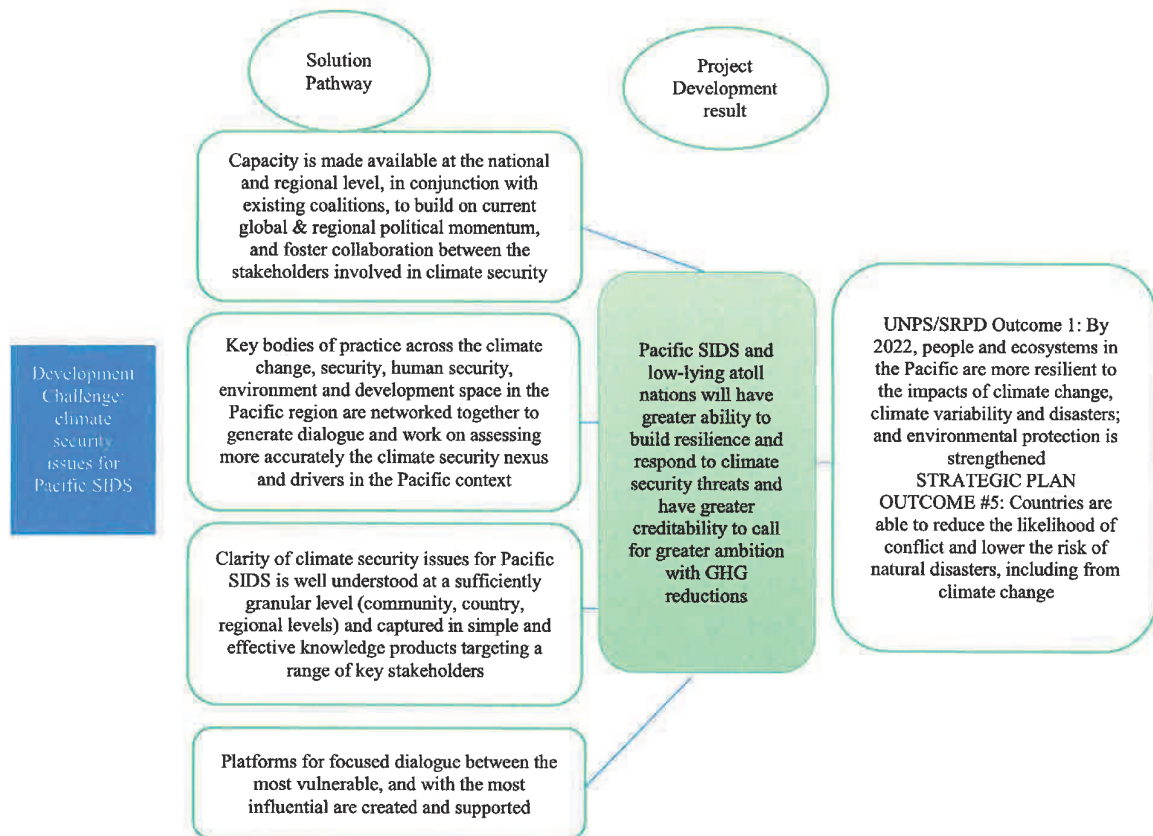 Solution
Pathway
Project
Development
result
Capacity is made available at the national
and regional level, in conjunction with
existing coalitions, to build on current
global & regional political momentum,
and foster collaboration between the
stakeholders involved in climate security
Development
Challenge:
climate
security
issues for
Pacific SIDS
Key bodies of practice across the climate
change, security, human security,
environment and development space in the
Pacific region are networked together to
generate dialogue and work on assessing
more accurately the climate security nexus
and drivers in the Pacific context
Clarity of climate security issues for Pacific
SIDS is well understood at a sufficiently
granular level (community, country,
regional levels) and captured in simple and
effective knowledge products targeting a
range of key stakeholders
Platforms for focused dialogue between the
most vulnerable, and with the most
influential are created and supported
Pacific SIDS and
low-lying atoll
nations will have
greater ability to
build resilience and
respond to climate
security threats and
have greater
creditability to call
for greater ambition
with GHG
reductions
UNPS/SRPD Outcome 1: By
2022, people and ecosystems in
the Pacific are more resilient to
the impacts of climate change,
climate variability and disasters;
and environmental protection is
strengthened
STRATEGIC PLAN
OUTCOME #5: Countries are
able to reduce the likelihood of
conflict and lower the risk of
natural disasters, including from
climate change